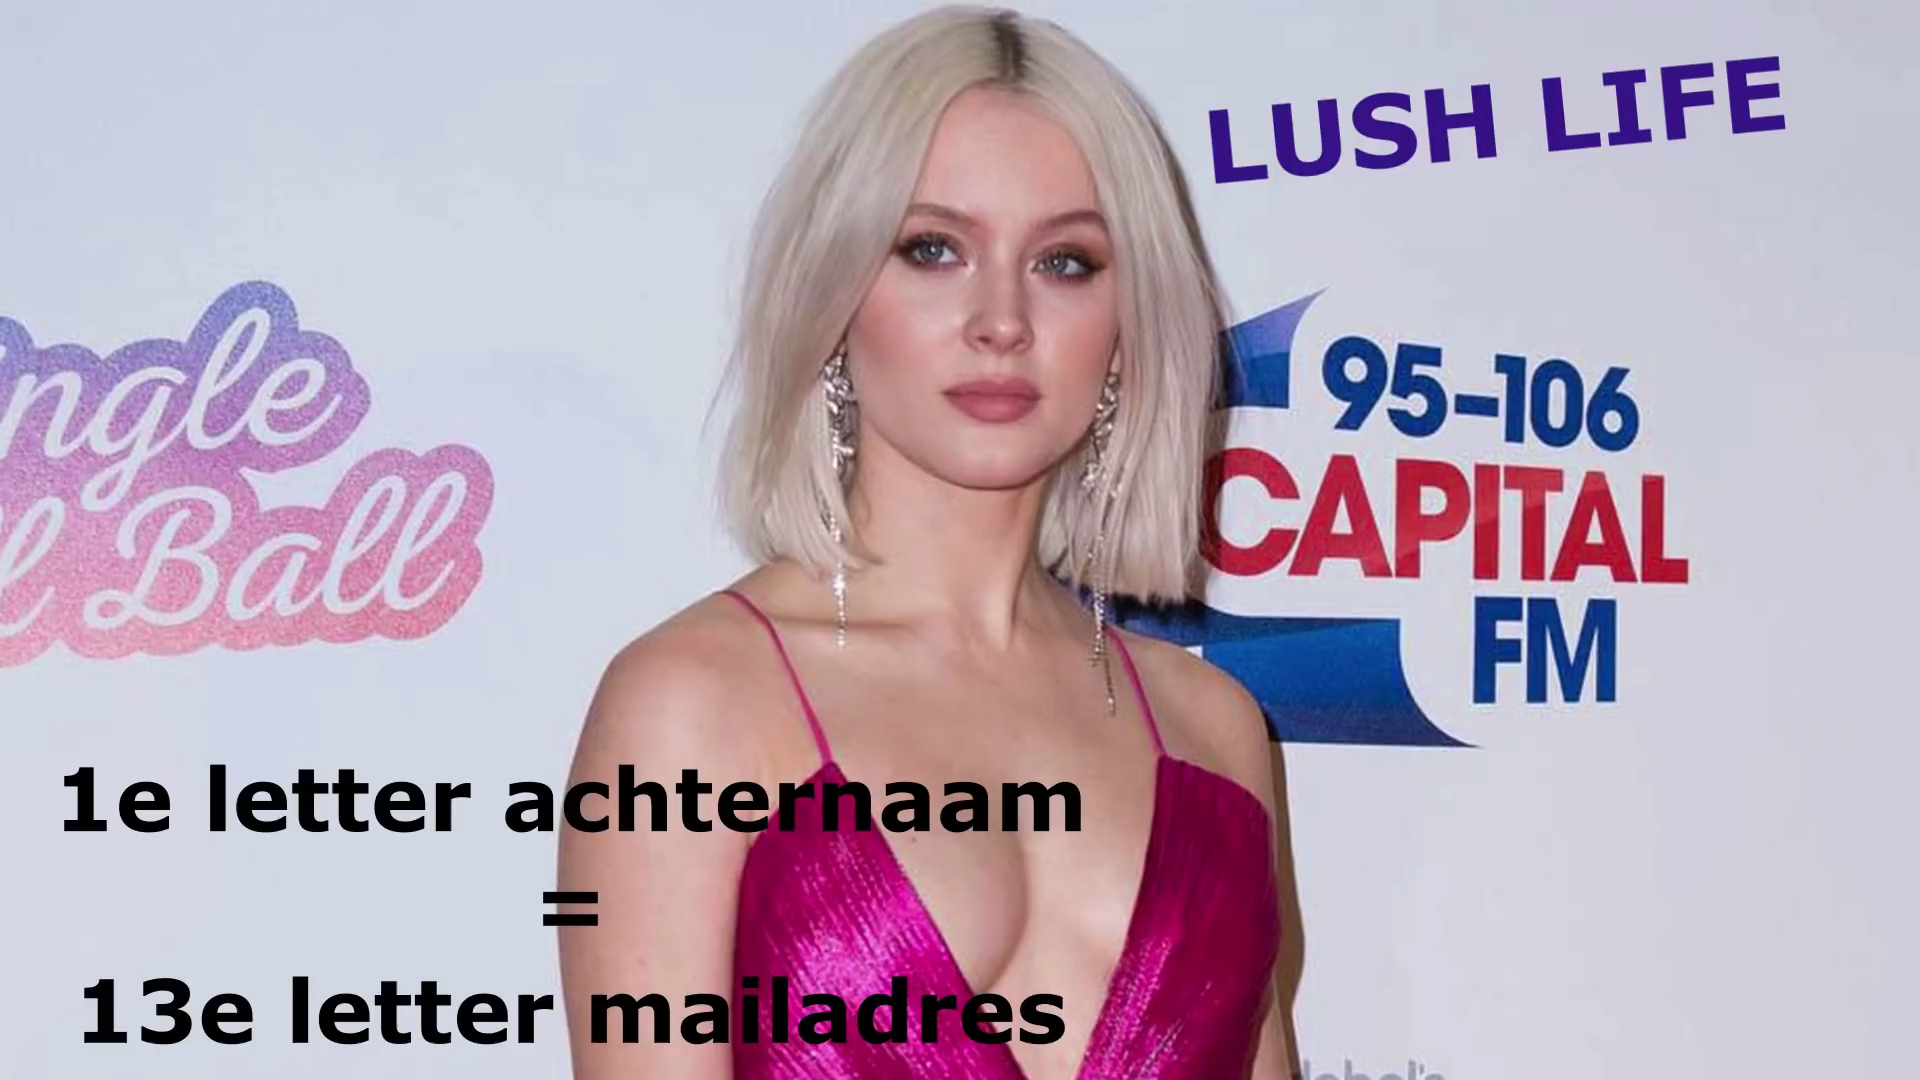 LUSH LIFE
ngle
l Ball
95-106
CAPITAL
FM
1e letter achternaam
=
13e letter mailadres